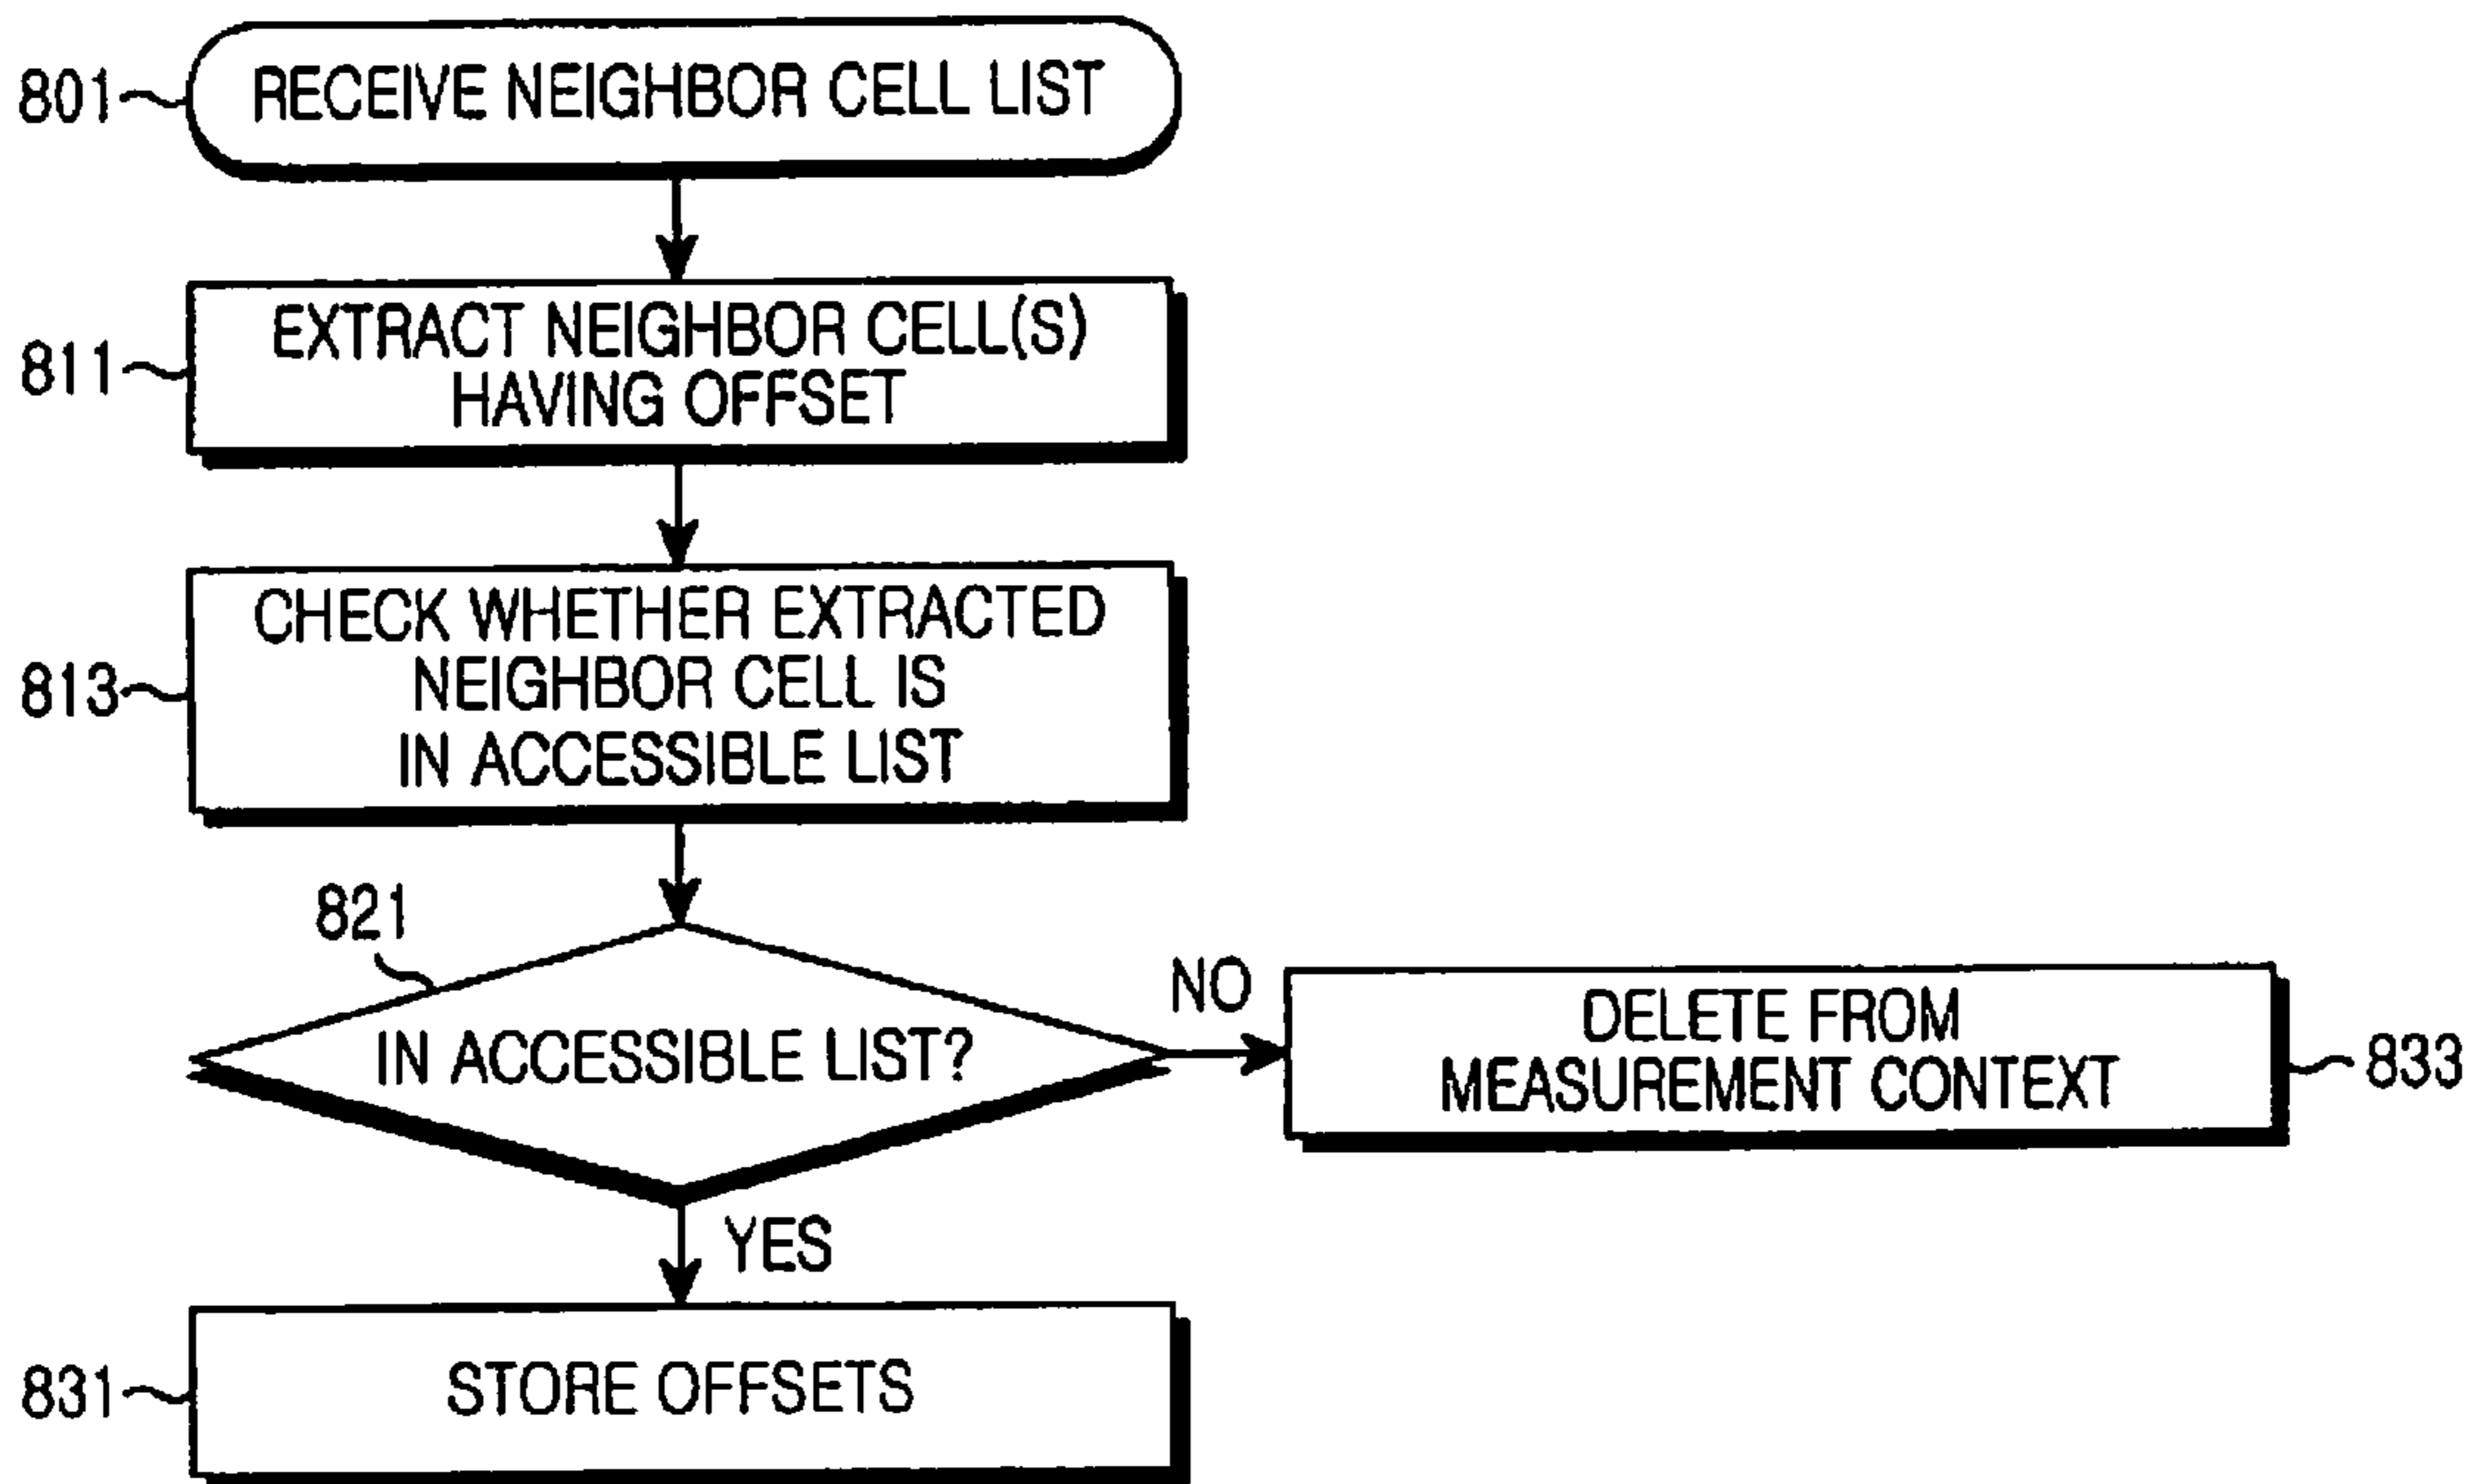 801
RECEIVE NEIGHBOR CELL LIST
811
EXTRACT NEIGHBOR CELL(S)
HAVING OFFSET
813
CHECK WHETHER EXTRACTED
NEIGHBOR CELL IS
IN ACCESSIBLE LIST
821
IN ACCESSIBLE LIST?
NO
DELETE FROM
MEASUREMENT CONTEXT
833
YES
831
STORE OFFSETS